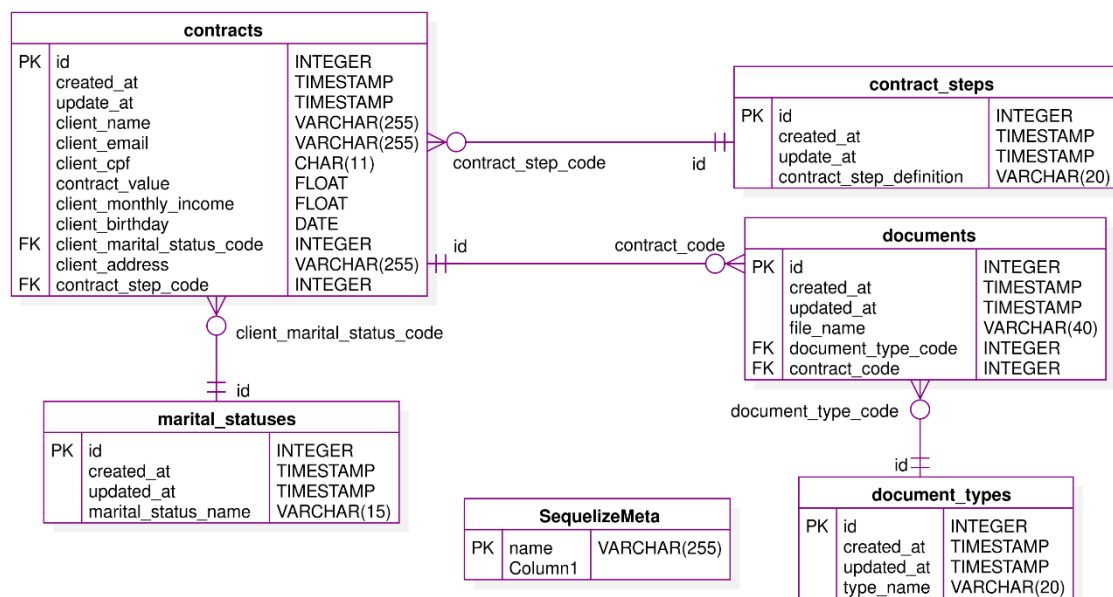 contracts
PK id INTEGER
created_at TIMESTAMP
update_at TIMESTAMP
client_name VARCHAR(255)
client_email VARCHAR(255)
client_cpf CHAR(11)
contract_value FLOAT
client_monthly_income FLOAT
client_birthday DATE
FK client_marital_status_code INTEGER
client_address VARCHAR(255)
FK contract_step_code INTEGER
contract_step_code
id
contract_steps
PK id INTEGER
created_at TIMESTAMP
update_at TIMESTAMP
contract_step_definition VARCHAR(20)
id
contract_code
documents
PK id INTEGER
created_at TIMESTAMP
updated_at TIMESTAMP
file_name VARCHAR(40)
FK document_type_code INTEGER
FK contract_code INTEGER
client_marital_status_code
id
marital_statuses
PK id INTEGER
created_at TIMESTAMP
updated_at TIMESTAMP
marital_status_name VARCHAR(15)
document_type_code
id
document_types
PK id INTEGER
created_at TIMESTAMP
updated_at TIMESTAMP
type_name VARCHAR(20)
SequelizeMeta
PK name VARCHAR(255)
Column1